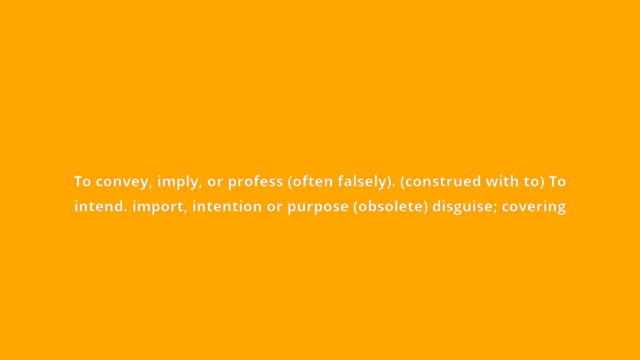 To convey, imply, or profess (often falsely). (construed with to) To
intend. import, intention or purpose (obsolete) disguise; covering